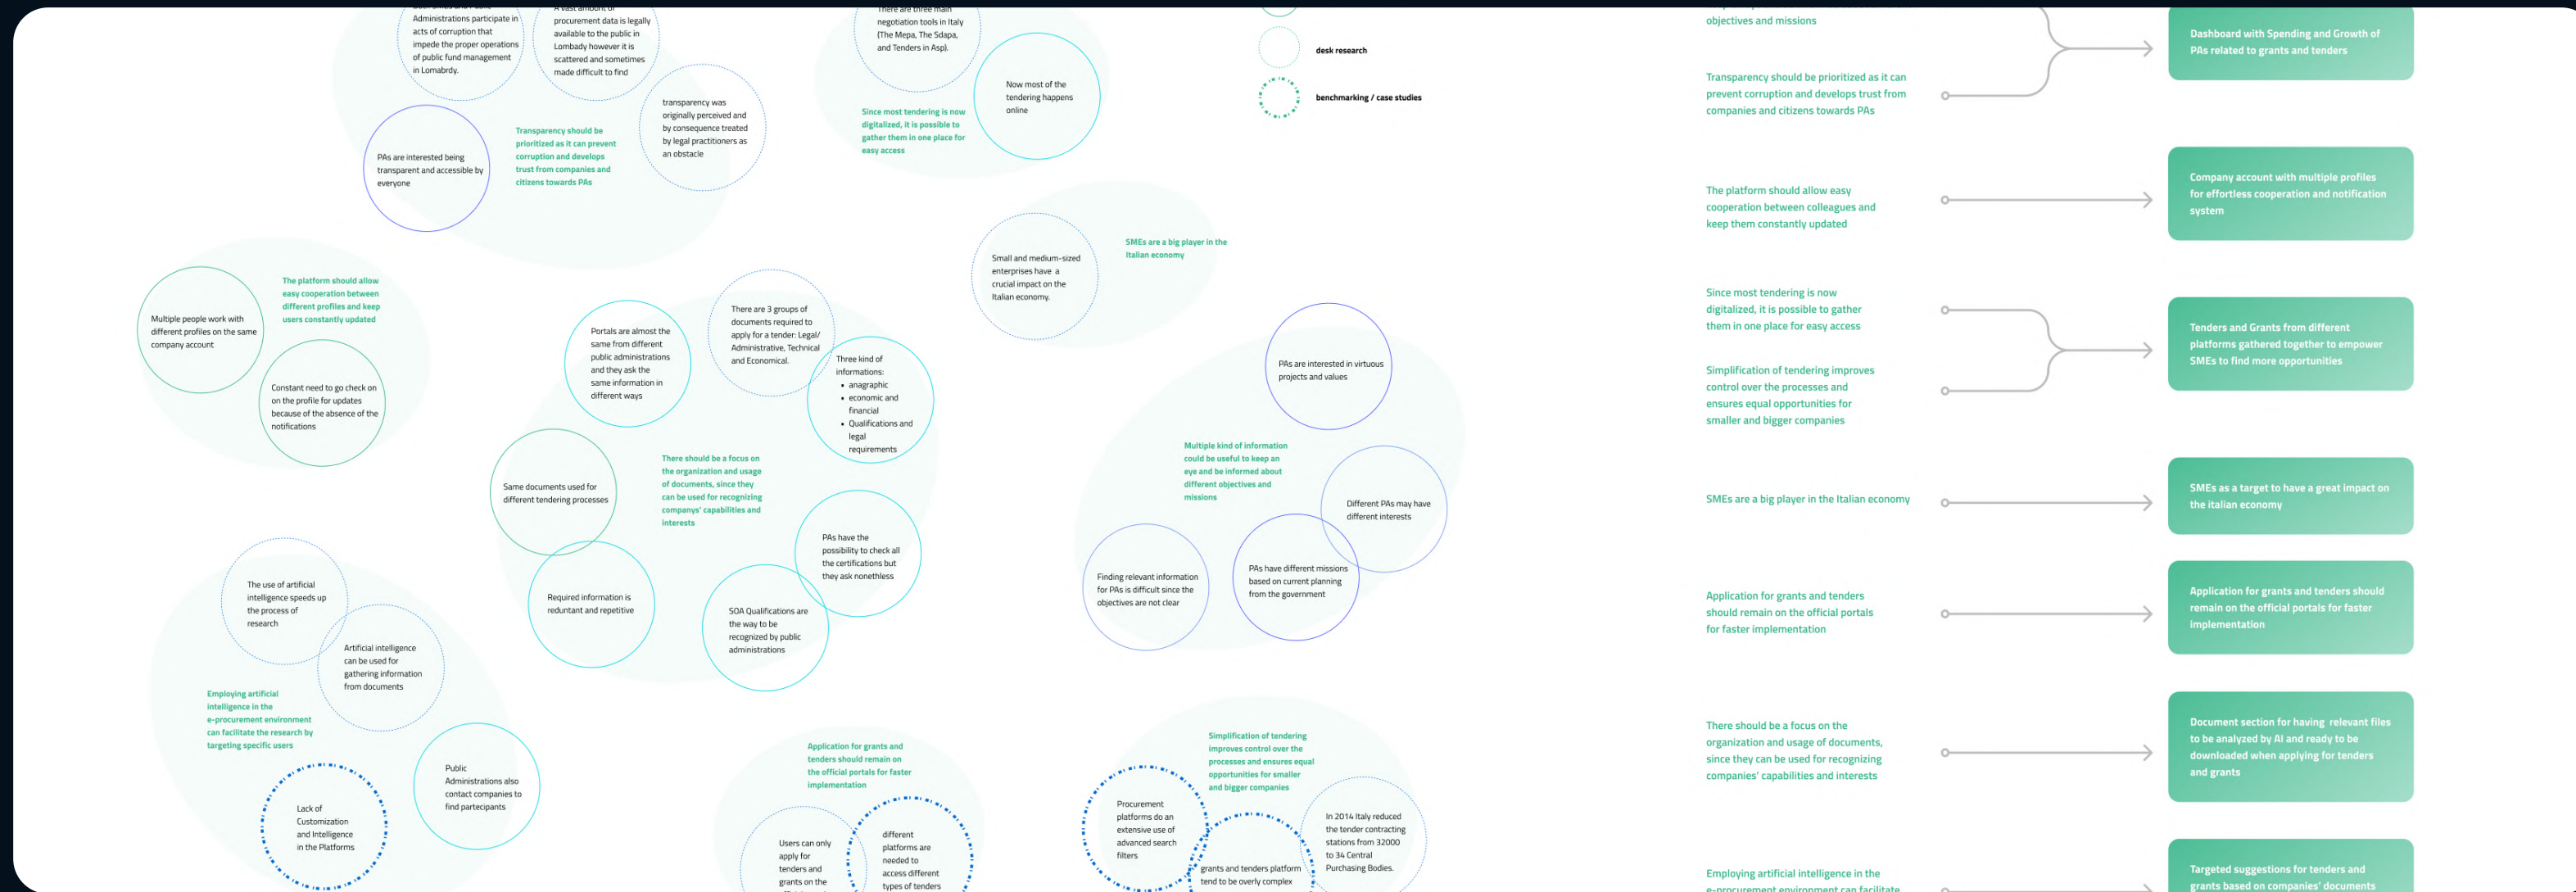 Administrations participate in
acts of corruption that
impede the proper operations
of public fund management
in Lomabrdy.
A vast amount of
procurement data is legally
available to the public in
Lombady however it is
scattered and sometimes
made difficult to find
transparency was
originally perceived and
by consequence treated
by legal practitioners as
an obstacle
PAs are interested being
transparent and accessible by
everyone
Transparency should be
prioritized as it can prevent
corruption and develops
trust from companies and
citizens towards PAs
There are three main
negotiation tools in Italy
(The Mepa, The Sdapa,
and Tenders in Asp).
Now most of the
tendering happens
online
Since most tendering is now
digitalized, it is possible to
gather them in one place for
easy access
desk research
benchmarking / case studies
Small and medium-sized
enterprises have a
crucial impact on the
Italian economy.
SMEs are a big player in the
Italian economy
The platform should allow
easy cooperation between
different profiles and keep
users constantly updated
Multiple people work with
different profiles on the same
company account
Constant need to go check on
on the profile for updates
because of the absence of the
notifications
Portals are almost the
same from different
public administrations
and they ask the
same information in
different ways
There are 3 groups of
documents required to
apply for a tender: Legal/
Administrative, Technical
and Economical.
Three kind of
informations:
• anagraphic
• economic and
financial
• Qualifications and
legal
requirements
Same documents used for
different tendering processes
There should be a focus on
the organization and usage
of documents, since they
can be used for recognizing
companys' capabilities and
interests
PAs have the
possibility to check all
the certifications but
they ask nonethless
Required information is
reduntant and repetitive
SOA Qualifications are
the way to be
recognized by public
administrations
PAs are interested in virtuous
projects and values
Multiple kind of information
could be useful to keep an
eye and be informed about
different objectives and
missions
Different PAs may have
different interests
Finding relevant information
for PAs is difficult since the
objectives are not clear
PAs have different missions
based on current planning
from the government
The use of artificial
intelligence speeds up
the process of
research
Artificial intelligence
can be used for
gathering information
from documents
Employing artificial
intelligence in the
e-procurement environment
can facilitate the research by
targeting specific users
Public
Administrations also
contact companies to
find partecipants
Lack of
Customization
and Intelligence
in the Platforms
Application for grants and
tenders should remain on
the official portals for faster
implementation
Users can only
apply for
tenders and
grants on the
different
platforms are
needed to
access different
types of tenders
Simplification of tendering
improves control over the
processes and ensures equal
opportunities for smaller
and bigger companies
Procurement
platforms do an
extensive use of
advanced search
filters
grants and tenders platform
tend to be overly complex
In 2014 Italy reduced
the tender contracting
stations from 32000
to 34 Central
Purchasing Bodies.
objectives and missions
Transparency should be prioritized as it can
prevent corruption and develops trust from
companies and citizens towards PAs
Dashboard with Spending and Growth of
PAs related to grants and tenders
The platform should allow easy
cooperation between colleagues and
keep them constantly updated
Company account with multiple profiles
for effortless cooperation and notification
system
Since most tendering is now
digitalized, it is possible to gather
them in one place for easy access
Simplification of tendering improves
control over the processes and
ensures equal opportunities for
smaller and bigger companies
Tenders and Grants from different
platforms gathered together to empower
SMEs to find more opportunities
SMEs are a big player in the Italian economy
SMEs as a target to have a great impact on
the italian economy
Application for grants and tenders
should remain on the official portals
for faster implementation
Application for grants and tenders should
remain on the official portals for faster
implementation
There should be a focus on the
organization and usage of documents,
since they can be used for recognizing
companies' capabilities and interests
Document section for having relevant files
to be analyzed by AI and ready to be
downloaded when applying for tenders
and grants
Employing artificial intelligence in the
e-procurement environment can facilitate
Targeted suggestions for tenders and
grants based on companies' documents